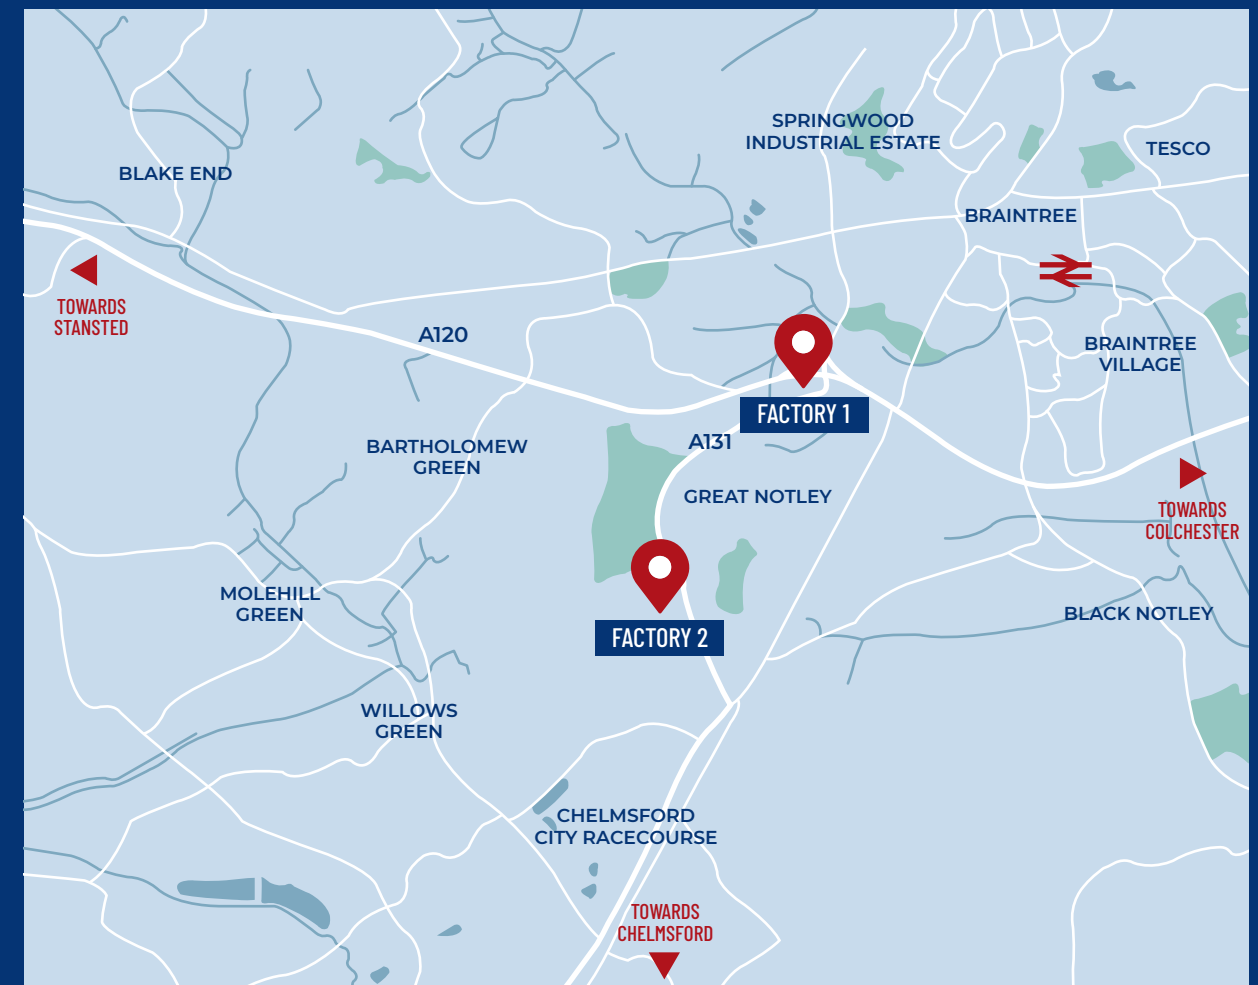 SPRINGWOOD
INDUSTRIAL ESTATE
TESCO
BLAKE END
BRAINTREE
TOWARDS
STANSTED
A120
BRAINTREE
VILLAGE
FACTORY 1
A131
BARTHOLOMEW
GREEN
GREAT NOTLEY
TOWARDS
COLCHESTER
MOLEHILL
GREEN
BLACK NOTLEY
FACTORY 2
WILLOWS
GREEN
CHELMSFORD
CITY RACECOURSE
TOWARDS
CHELMSFORD